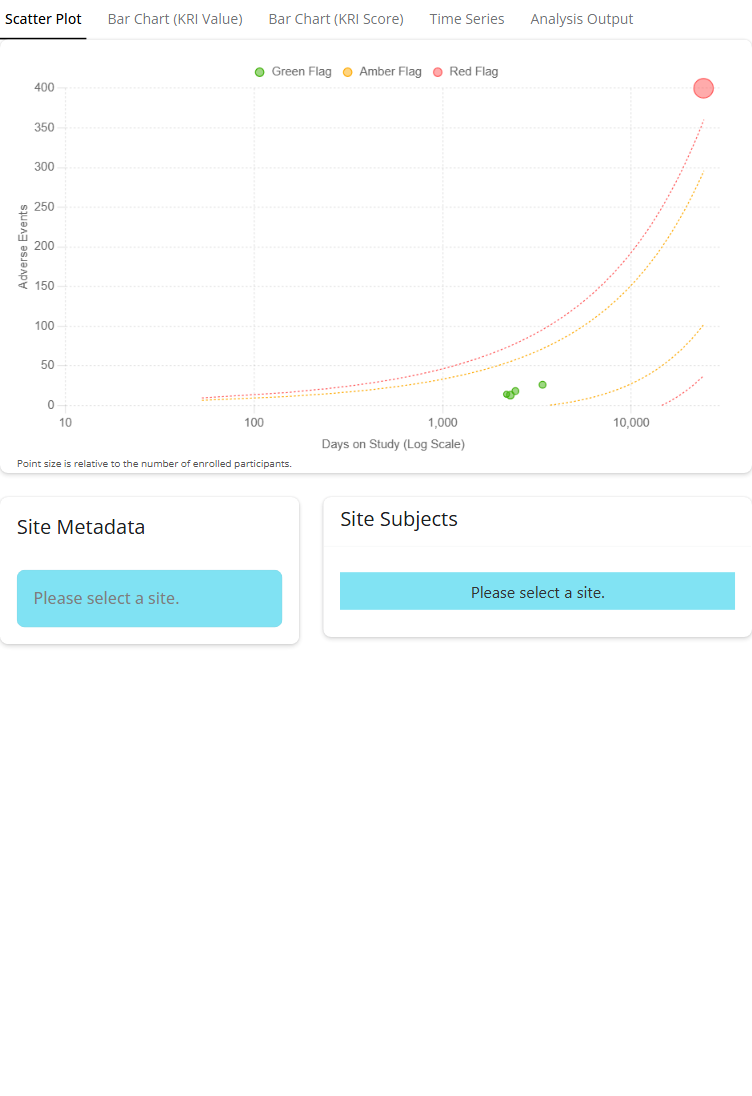 Scatter Plot Bar Chart (KRI Value) Bar Chart (KRI Score) Time Series Analysis Output
Green Flag Amber Flag Red Flag
400
350
300
250
200
150
100
50
0
Adverse Events
10 100 1,000 10,000
Days on Study (Log Scale)
Point size is relative to the number of enrolled participants.
Site Metadata
Please select a site.
Site Subjects
Please select a site.